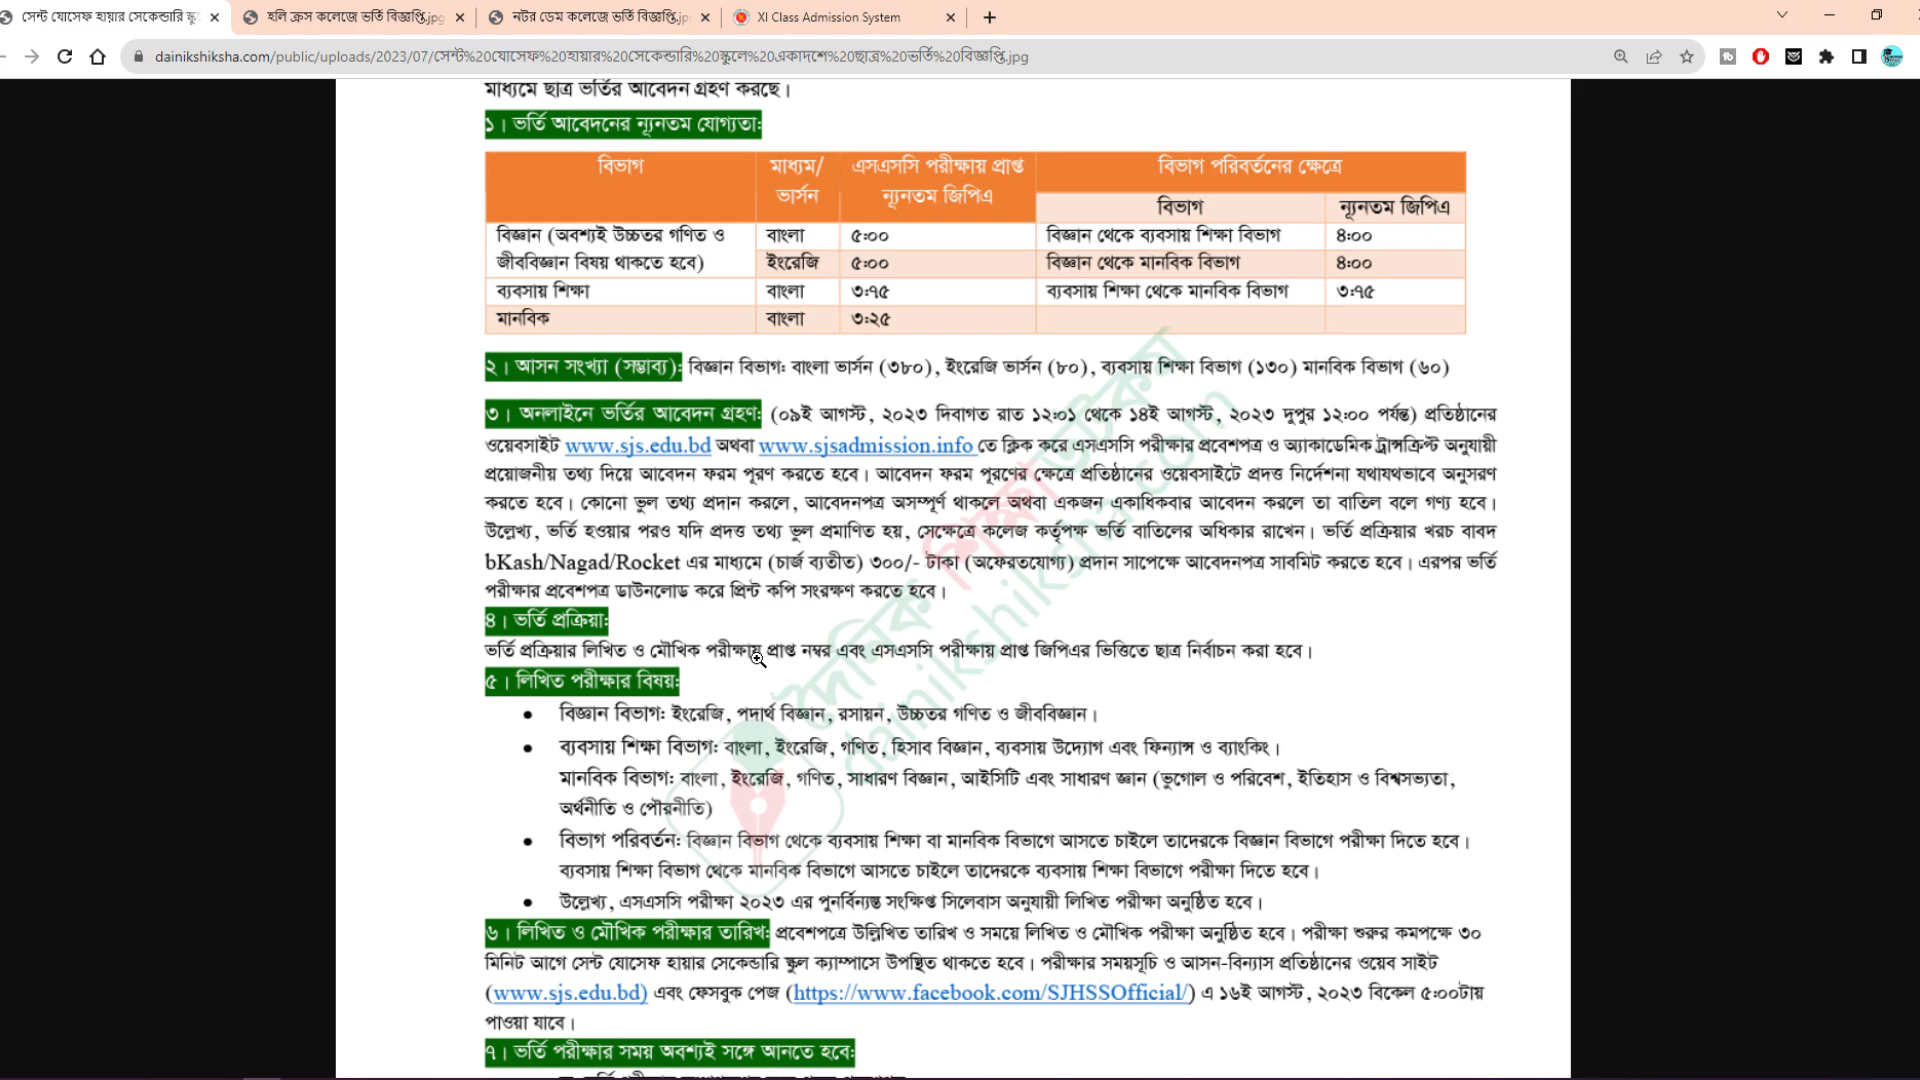 সেন্ট যোসেফ হায়ার সেকেন্ডারি স্কু
হলি ক্রস কলেজে ভর্তি বিজ্ঞপ্তি.jpg
নটর ডেম কলেজে ভর্তি বিজ্ঞপ্তি.jp
XI Class Admission System
dainikshiksha.com/public/uploads/2023/07/সেন্ট%20যোসেফ%20হায়ার%20সেকেন্ডারি%20স্কুলে%20একাদশে%20ছাত্র%20ভর্তি%20বিজ্ঞপ্তি.jpg
মাধ্যমে ছাত্র ভর্তির আবেদন গ্রহণ করছে।
১। ভর্তি আবেদনের ন্যূনতম যোগ্যতা:
বিভাগ মাধ্যম/ এসএসসি পরীক্ষায় প্রাপ্ত বিভাগ পরিবর্তনের ক্ষেত্রে
ভার্সন ন্যূনতম জিপিএ বিভাগ ন্যূনতম জিপিএ
বিজ্ঞান (অবশ্যই উচ্চতর গণিত ও বাংলা ৫:০০ বিজ্ঞান থেকে ব্যবসায় শিক্ষা বিভাগ ৪:০০
জীববিজ্ঞান বিষয় থাকতে হবে) ইংরেজি ৫:০০ বিজ্ঞান থেকে মানবিক বিভাগ ৪:০০
ব্যবসায় শিক্ষা বাংলা ৩:৭৫ ব্যবসায় শিক্ষা থেকে মানবিক বিভাগ ৩:৭৫
মানবিক বাংলা ৩:২৫
২। আসন সংখ্যা (সম্ভাব্য): বিজ্ঞান বিভাগ: বাংলা ভার্সন (৩৮০), ইংরেজি ভার্সন (৮০), ব্যবসায় শিক্ষা বিভাগ (১৩০) মানবিক বিভাগ (৬০)
৩। অনলাইনে ভর্তির আবেদন গ্রহণ: (০৯ই আগস্ট, ২০২৩ দিবাগত রাত ১২:০১ থেকে ১৪ই আগস্ট, ২০২৩ দুপুর ১২:০০ পর্যন্ত) প্রতিষ্ঠানের
ওয়েবসাইট www.sjs.edu.bd অথবা www.sjsadmission.info তে ক্লিক করে এসএসসি পরীক্ষার প্রবেশপত্র ও অ্যাকাডেমিক ট্রান্সক্রিপ্ট অনুযায়ী
প্রয়োজনীয় তথ্য দিয়ে আবেদন ফরম পূরণ করতে হবে। আবেদন ফরম পূরণের ক্ষেত্রে প্রতিষ্ঠানের ওয়েবসাইটে প্রদত্ত নির্দেশনা যথাযথভাবে অনুসরণ
করতে হবে। কোনো ভুল তথ্য প্রদান করলে, আবেদনপত্র অসম্পূর্ণ থাকলে অথবা একজন একাধিকবার আবেদন করলে তা বাতিল বলে গণ্য হবে।
উল্লেখ্য, ভর্তি হওয়ার পরও যদি প্রদত্ত তথ্য ভুল প্রমাণিত হয়, সেক্ষেত্রে কলেজ কর্তৃপক্ষ ভর্তি বাতিলের অধিকার রাখেন। ভর্তি প্রক্রিয়ার খরচ বাবদ
bKash/Nagad/Rocket এর মাধ্যমে (চার্জ ব্যতীত) ৩০০/- টাকা (অফেরতযোগ্য) প্রদান সাপেক্ষে আবেদনপত্র সাবমিট করতে হবে। এরপর ভর্তি
পরীক্ষার প্রবেশপত্র ডাউনলোড করে প্রিন্ট কপি সংরক্ষণ করতে হবে।
৪। ভর্তি প্রক্রিয়া:
ভর্তি প্রক্রিয়ার লিখিত ও মৌখিক পরীক্ষায় প্রাপ্ত নম্বর এবং এসএসসি পরীক্ষায় প্রাপ্ত জিপিএর ভিত্তিতে ছাত্র নির্বাচন করা হবে।
৫। লিখিত পরীক্ষার বিষয়:
• বিজ্ঞান বিভাগ: ইংরেজি, পদার্থ বিজ্ঞান, রসায়ন, উচ্চতর গণিত ও জীববিজ্ঞান।
• ব্যবসায় শিক্ষা বিভাগ: বাংলা, ইংরেজি, গণিত, হিসাব বিজ্ঞান, ব্যবসায় উদ্যোগ এবং ফিন্যান্স ও ব্যাংকিং।
মানবিক বিভাগ: বাংলা, ইংরেজি, গণিত, সাধারণ বিজ্ঞান, আইসিটি এবং সাধারণ জ্ঞান (ভূগোল ও পরিবেশ, ইতিহাস ও বিশ্বসভ্যতা,
অর্থনীতি ও পৌরনীতি)
• বিভাগ পরিবর্তন: বিজ্ঞান বিভাগ থেকে ব্যবসায় শিক্ষা বা মানবিক বিভাগে আসতে চাইলে তাদেরকে বিজ্ঞান বিভাগে পরীক্ষা দিতে হবে।
ব্যবসায় শিক্ষা বিভাগ থেকে মানবিক বিভাগে আসতে চাইলে তাদেরকে ব্যবসায় শিক্ষা বিভাগে পরীক্ষা দিতে হবে।
• উল্লেখ্য, এসএসসি পরীক্ষা ২০২৩ এর পুনর্বিন্যস্ত সংক্ষিপ্ত সিলেবাস অনুযায়ী লিখিত পরীক্ষা অনুষ্ঠিত হবে।
৬। লিখিত ও মৌখিক পরীক্ষার তারিখ: প্রবেশপত্রে উল্লিখিত তারিখ ও সময়ে লিখিত ও মৌখিক পরীক্ষা অনুষ্ঠিত হবে। পরীক্ষা শুরুর কমপক্ষে ৩০
মিনিট আগে সেন্ট যোসেফ হায়ার সেকেন্ডারি স্কুল ক্যাম্পাসে উপস্থিত থাকতে হবে। পরীক্ষার সময়সূচি ও আসন-বিন্যাস প্রতিষ্ঠানের ওয়েব সাইট
(www.sjs.edu.bd) এবং ফেসবুক পেজ (https://www.facebook.com/SJHSSOfficial/) এ ১৬ই আগস্ট, ২০২৩ বিকেল ৫:০০টায়
পাওয়া যাবে।
৭। ভর্তি পরীক্ষার সময় অবশ্যই সঙ্গে আনতে হবে:
দৈনিক শিক্ষাডটকম
dainikshiksha.com